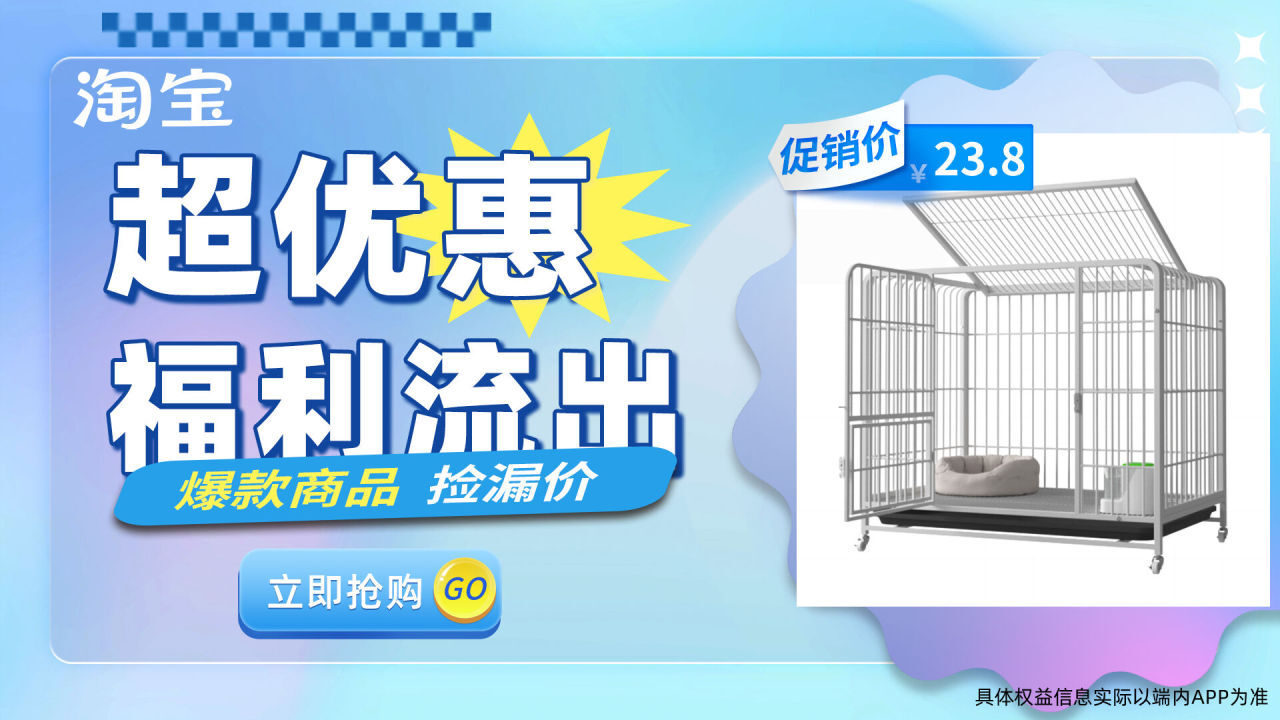 淘宝
超优惠
福利流出
爆款商品 捡漏价
立即抢购 GO
促销价
¥ 23.8
具体权益信息实际以端内APP为准